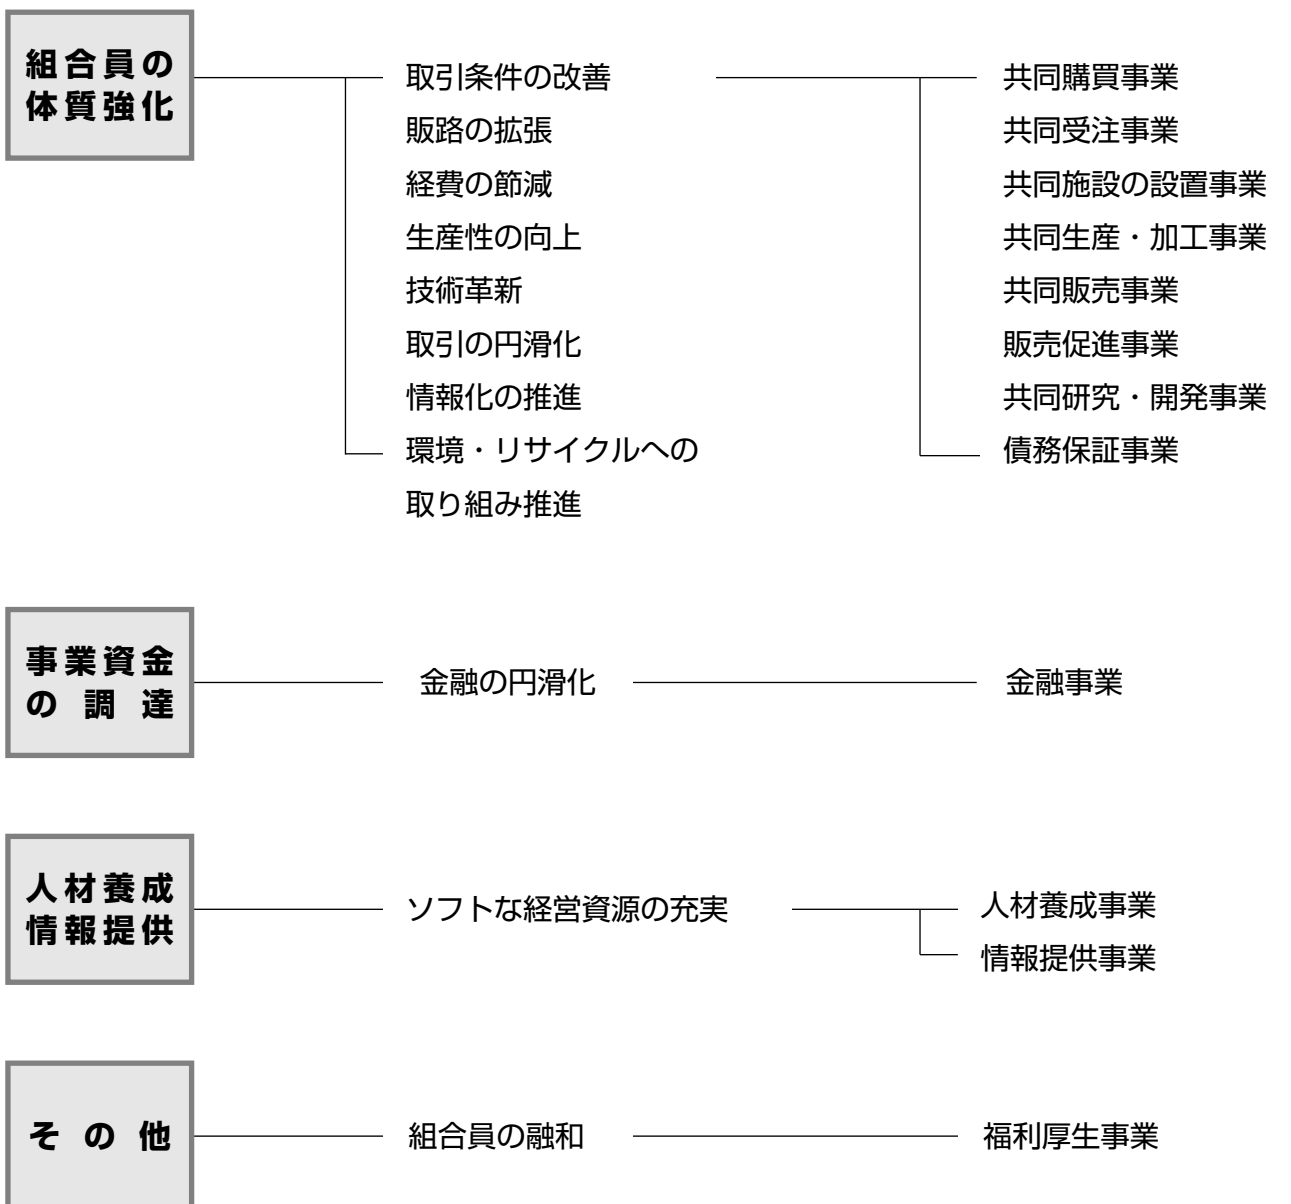 組合員の
体質強化
取引条件の改善
販路の拡張
経費の節減
生産性の向上
技術革新
取引の円滑化
情報化の推進
環境・リサイクルへの
取り組み推進
共同購買事業
共同受注事業
共同施設の設置事業
共同生産・加工事業
共同販売事業
販売促進事業
共同研究・開発事業
債務保証事業
事業資金
の調達
金融の円滑化
金融事業
人材養成
情報提供
ソフトな経営資源の充実
人材養成事業
情報提供事業
その他
組合員の融和
福利厚生事業